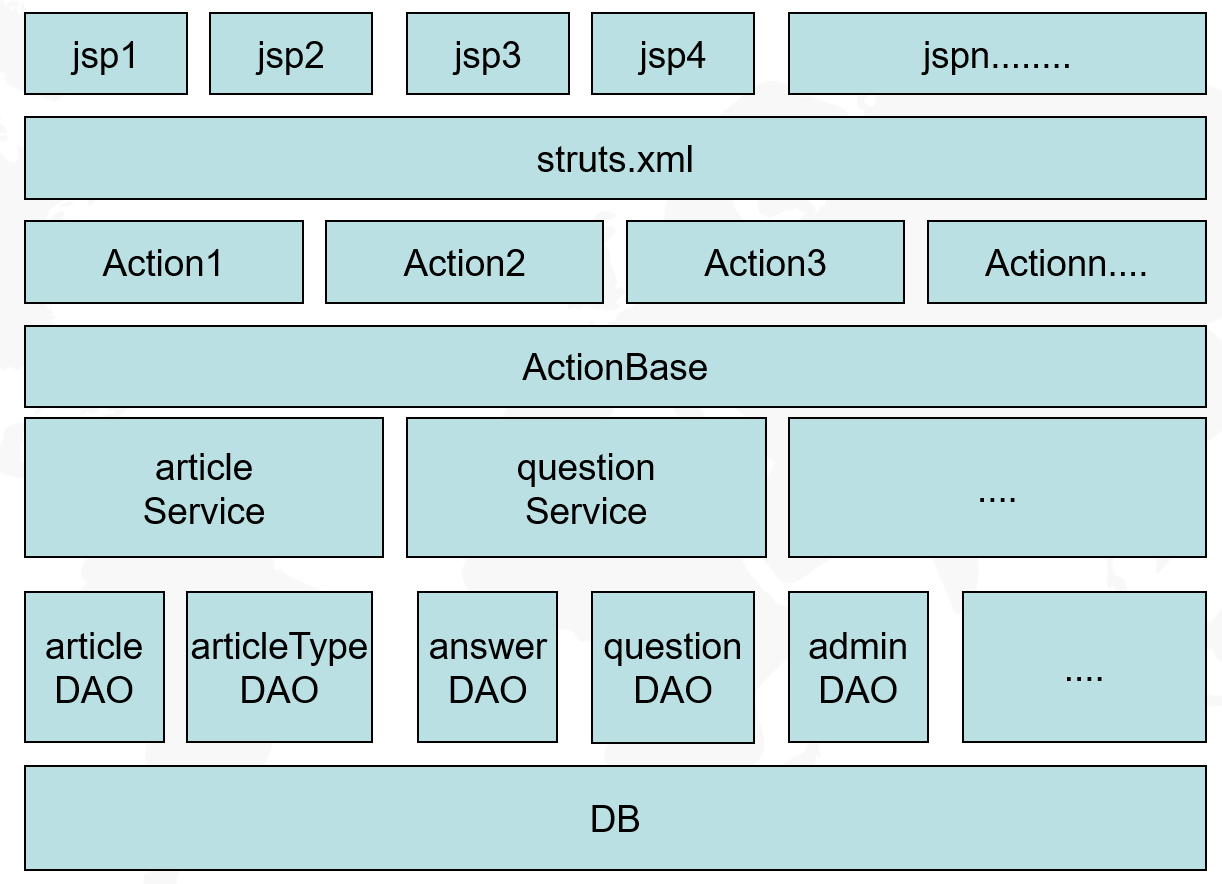 jsp1
jsp2
jsp3
jsp4
jspn........
struts.xml
Action1
Action2
Action3
Actionn....
ActionBase
article
Service
question
Service
....
article
DAO
articleType
DAO
answer
DAO
question
DAO
admin
DAO
....
DB